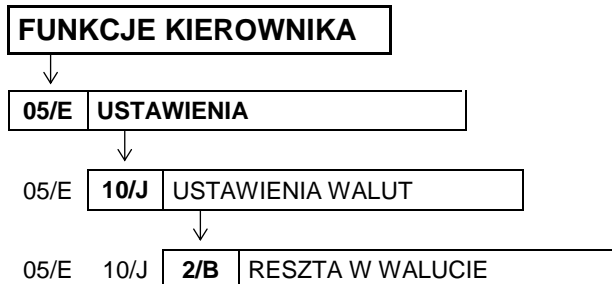 FUNKCJE KIEROWNIKA
05/E USTAWIENIA
05/E 10/J USTAWIENIA WALUT
05/E 10/J 2/B RESZTA W WALUCIE